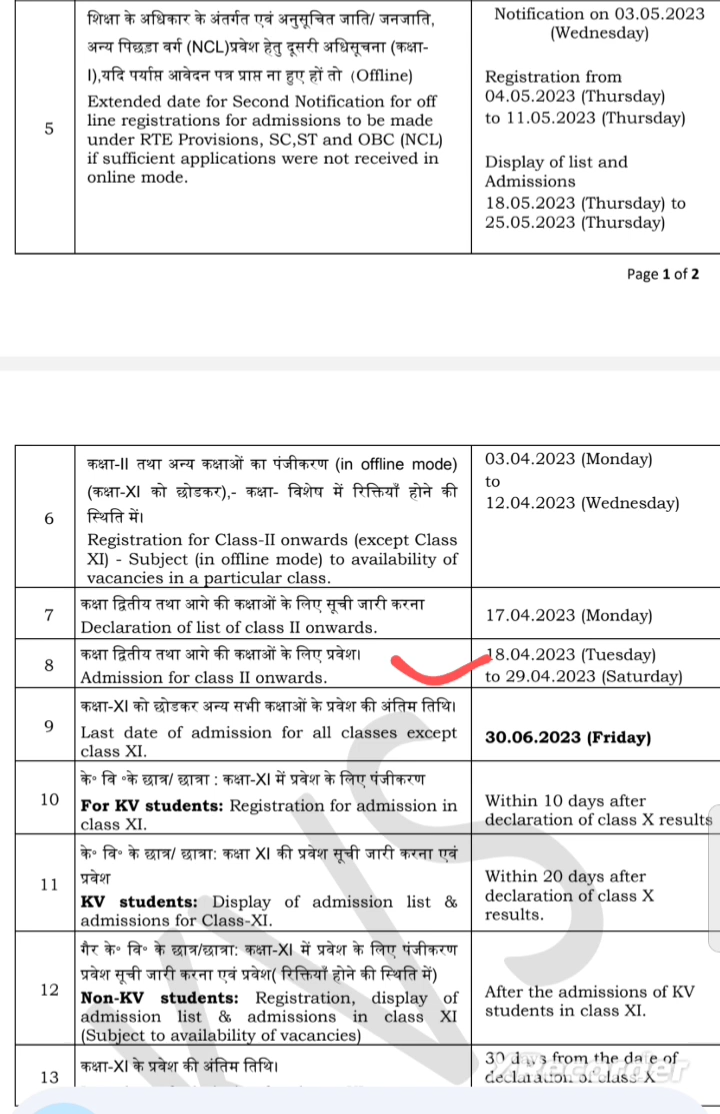 5
शिक्षा के अधिकार के अंतर्गत एवं अनुसूचित जाति/ जनजाति,
अन्य पिछड़ा वर्ग (NCL)प्रवेश हेतु दूसरी अधिसूचना (कक्षा-
I),यदि पर्याप्त आवेदन पत्र प्राप्त ना हुए हों तो (Offline)
Extended date for Second Notification for off
line registrations for admissions to be made
under RTE Provisions, SC,ST and OBC (NCL)
if sufficient applications were not received in
online mode.
Notification on 03.05.2023
(Wednesday)
Registration from
04.05.2023 (Thursday)
to 11.05.2023 (Thursday)
Display of list and
Admissions
18.05.2023 (Thursday) to
25.05.2023 (Thursday)
Page 1 of 2
6
कक्षा-II तथा अन्य कक्षाओं का पंजीकरण (in offline mode)
(कक्षा-XI को छोडकर),- कक्षा- विशेष में रिक्तियाँ होने की
स्थिति में।
Registration for Class-II onwards (except Class
XI) - Subject (in offline mode) to availability of
vacancies in a particular class.
03.04.2023 (Monday)
to
12.04.2023 (Wednesday)
7
कक्षा द्वितीय तथा आगे की कक्षाओं के लिए सूची जारी करना
Declaration of list of class II onwards.
17.04.2023 (Monday)
8
कक्षा द्वितीय तथा आगे की कक्षाओं के लिए प्रवेश।
Admission for class II onwards.
18.04.2023 (Tuesday)
to 29.04.2023 (Saturday)
9
कक्षा-XI को छोडकर अन्य सभी कक्षाओं के प्रवेश की अंतिम तिथि।
Last date of admission for all classes except
class XI.
30.06.2023 (Friday)
10
के॰ वि ॰के छात्र/ छात्रा : कक्षा-XI में प्रवेश के लिए पंजीकरण
For KV students: Registration for admission in
class XI.
Within 10 days after
declaration of class X results
11
के॰ वि॰ के छात्र/ छात्रा: कक्षा XI की प्रवेश सूची जारी करना एवं
प्रवेश
KV students: Display of admission list &
admissions for Class-XI.
Within 20 days after
declaration of class X
results.
12
गैर के॰ वि॰ के छात्र/छात्रा: कक्षा-XI में प्रवेश के लिए पंजीकरण
प्रवेश सूची जारी करना एवं प्रवेश( रिक्तियाँ होने की स्थिति में)
Non-KV students: Registration, display of
admission list & admissions in class XI
(Subject to availability of vacancies)
After the admissions of KV
students in class XI.
13
कक्षा-XI के प्रवेश की अंतिम तिथि।
30 days from the date of
declaration of class X
KVS
XRecorder